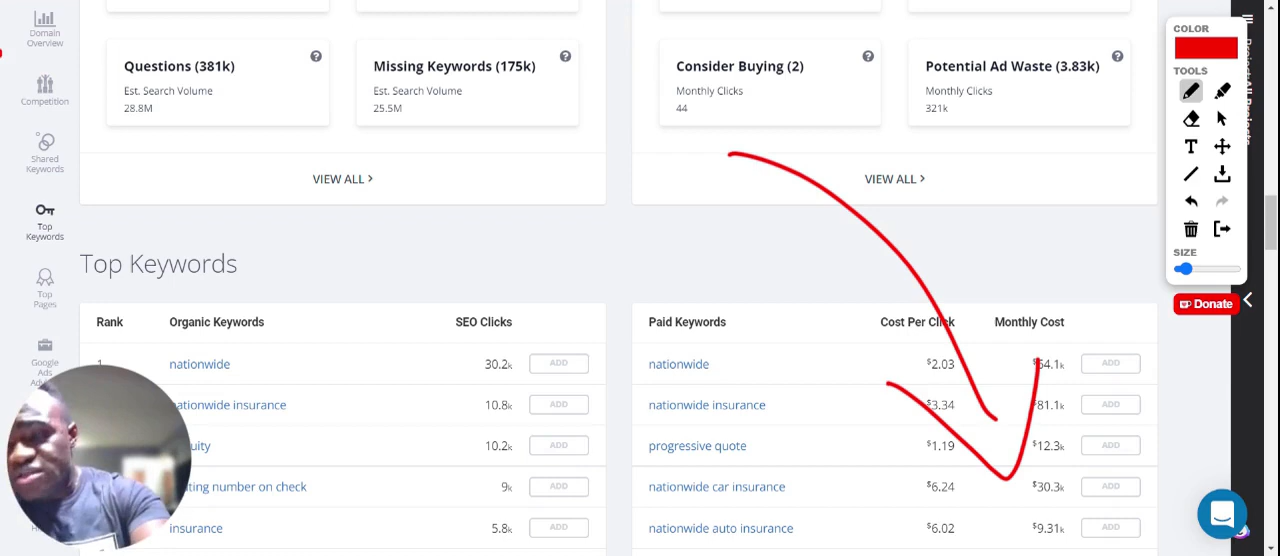 Domain
Overview
Competition
Shared
Keywords
Top
Keywords
Top
Pages
Google
Ads
Questions (381k)
Est. Search Volume
28.8M
Missing Keywords (175k)
Est. Search Volume
25.5M
VIEW ALL
Consider Buying (2)
Monthly Clicks
44
Potential Ad Waste (3.83k)
Monthly Clicks
321k
VIEW ALL
Top Keywords
Rank Organic Keywords SEO Clicks
1 nationwide 30.2k ADD
nationwide insurance 10.8k ADD
10.2k ADD
number on check 9k ADD
insurance 5.8k ADD
Paid Keywords Cost Per Click Monthly Cost
nationwide $2.03 $64.1k ADD
nationwide insurance $3.34 $81.1k ADD
progressive quote $1.19 $12.3k ADD
nationwide car insurance $6.24 $30.3k ADD
nationwide auto insurance $6.02 $9.31k ADD
COLOR
TOOLS
T
SIZE
Donate